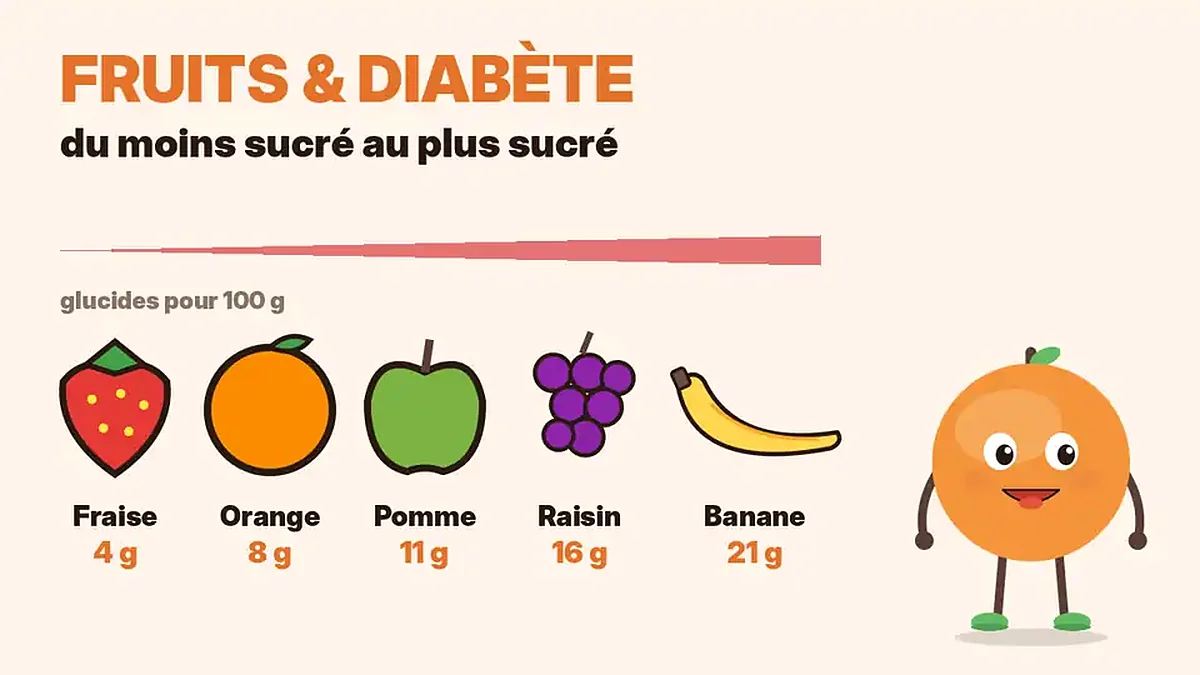 FRUITS & DIABÈTE
du moins sucré au plus sucré
glucides pour 100 g
Fraise
4 g
Orange
8 g
Pomme
11 g
Raisin
16 g
Banane
21 g